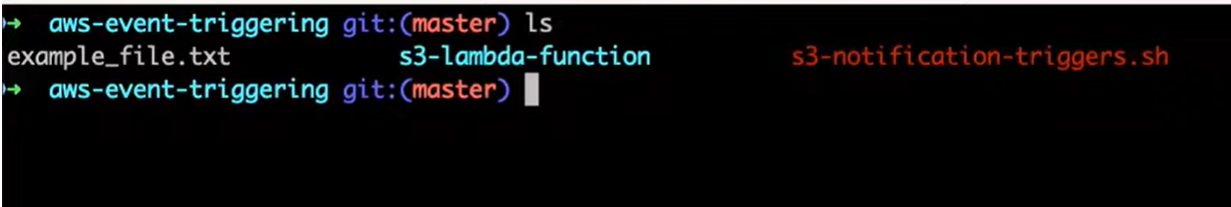 → aws-event-triggering git:(master) ls
example_file.txt s3-lambda-function s3-notification-triggers.sh
→ aws-event-triggering git:(master)